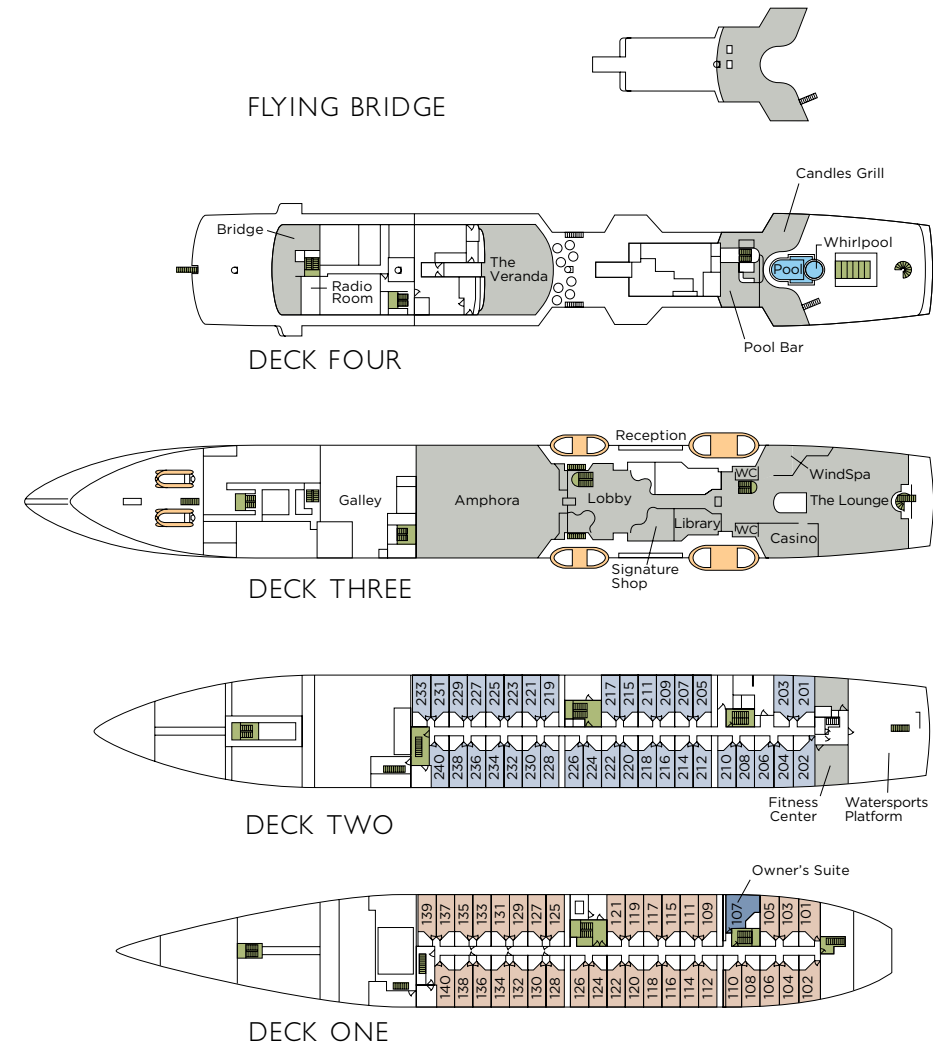 FLYING BRIDGE
Candles Grill
Bridge
Whirlpool
The
Veranda
Pool
Radio
Room
Pool Bar
DECK FOUR
Reception
WC
WindSpa
Galley
Amphora
Lobby
The Lounge
Library
WC
Casino
Signature
Shop
DECK THREE
233 231 229 227 225 223 221 219 217 215 211 209 207 205 203 201
240 238 236 234 232 230 228 226 224 222 220 218 216 214 212 210 208 206 204 202
Fitness
Center
Watersports
Platform
DECK TWO
Owner's Suite
139 137 135 133 131 129 127 125 121 119 117 115 111 109 107 105 103 101
140 138 136 134 132 130 128 126 124 122 120 118 116 114 112 110 108 106 104 102
DECK ONE